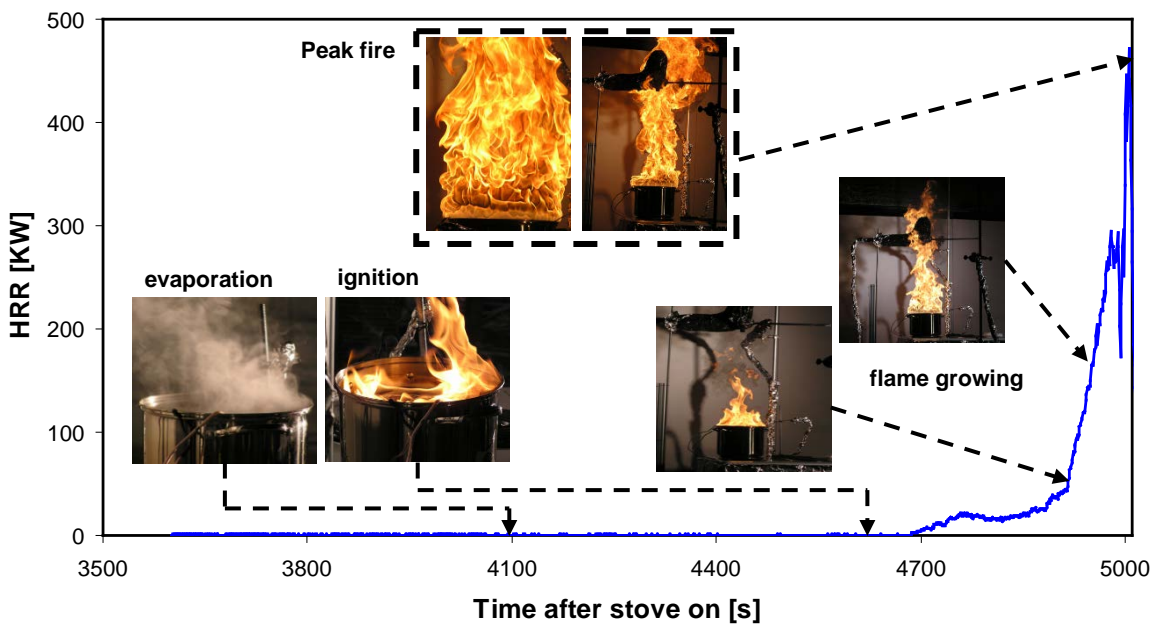 500
400
300
200
100
0
HRR [KW]
Peak fire
evaporation
ignition
flame growing
3500
3800
4100
4400
4700
5000
Time after stove on [s]